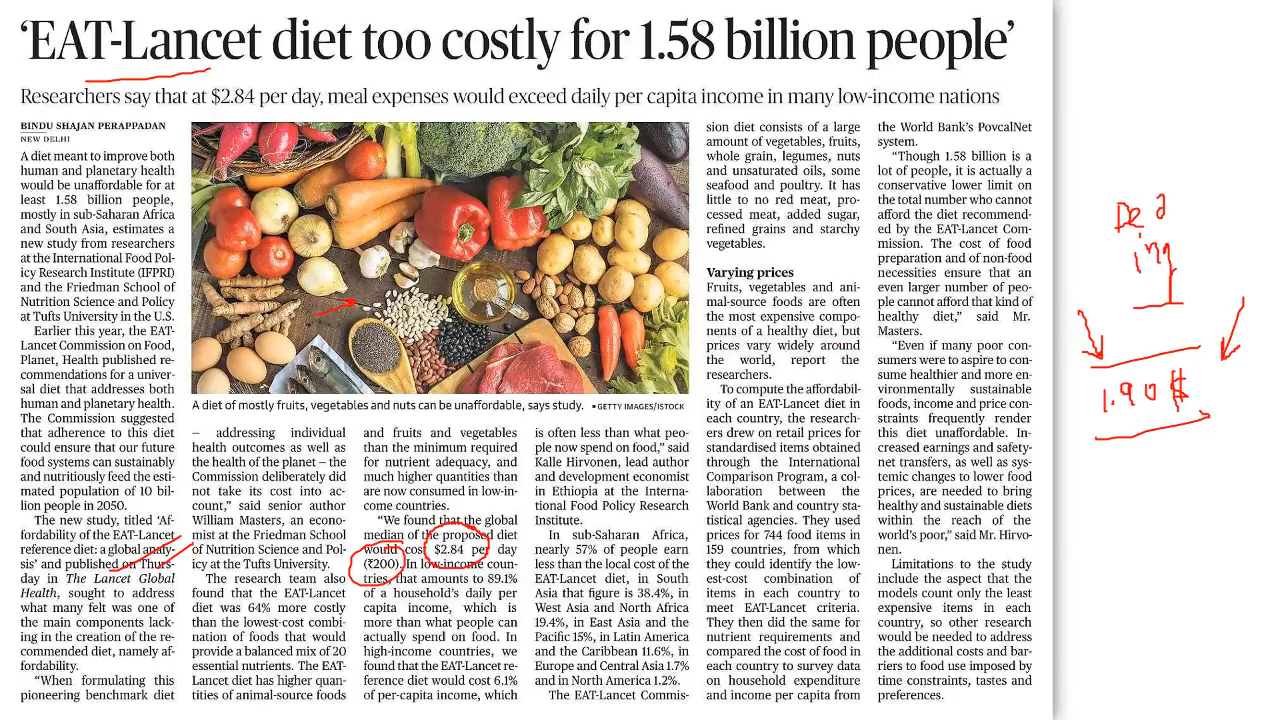 ‘EAT-Lancet diet too costly for 1.58 billion people’
Researchers say that at $2.84 per day, meal expenses would exceed daily per capita income in many low-income nations
BINDU SHAJAN PERAPPADAN
NEW DELHI
A diet meant to improve both
human and planetary health
would be unaffordable for at
least 1.58 billion people,
mostly in sub-Saharan Africa
and South Asia, estimates a
new study from researchers
at the International Food Pol-
icy Research Institute (IFPRI)
and the Friedman School of
Nutrition Science and Policy
at Tufts University in the U.S.
Earlier this year, the EAT-
Lancet Commission on Food,
Planet, Health published re-
commendations for a univer-
sal diet that addresses both
human and planetary health.
The Commission suggested
that adherence to this diet
could ensure that our future
food systems can sustainably
and nutritiously feed the esti-
mated population of 10 bil-
lion people in 2050.
The new study, titled ‘Af-
fordability of the EAT-Lancet
reference diet: a global analy-
sis’ and published on Thurs-
day in The Lancet Global
Health, sought to address
what many felt was one of
the main components lack-
ing in the creation of the re-
commended diet, namely af-
fordability.
“When formulating this
pioneering benchmark diet
A diet of mostly fruits, vegetables and nuts can be unaffordable, says study. ▪ GETTY IMAGES/ISTOCK
– addressing individual
health outcomes as well as
the health of the planet – the
Commission deliberately did
not take its cost into ac-
count,” said senior author
William Masters, an econo-
mist at the Friedman School
of Nutrition Science and Pol-
icy at the Tufts University.
The research team also
found that the EAT-Lancet
diet was 64% more costly
than the lowest-cost combi-
nation of foods that would
provide a balanced mix of 20
essential nutrients. The EAT-
Lancet diet has higher quan-
tities of animal-source foods
and fruits and vegetables
than the minimum required
for nutrient adequacy, and
much higher quantities than
are now consumed in low-in-
come countries.
“We found that the global
median of the proposed diet
would cost $2.84 per day
(₹200). In low-income coun-
tries, that amounts to 89.1%
of a household’s daily per
capita income, which is
more than what people can
actually spend on food. In
high-income countries, we
found that the EAT-Lancet re-
ference diet would cost 6.1%
of per-capita income, which
is often less than what peo-
ple now spend on food,” said
Kalle Hirvonen, lead author
and development economist
in Ethiopia at the Interna-
tional Food Policy Research
Institute.
In sub-Saharan Africa,
nearly 57% of people earn
less than the local cost of the
EAT-Lancet diet, in South
Asia that figure is 38.4%, in
West Asia and North Africa
19.4%, in East Asia and the
Pacific 15%, in Latin America
and the Caribbean 11.6%, in
Europe and Central Asia 1.7%
and in North America 1.2%.
The EAT-Lancet Commis-
sion diet consists of a large
amount of vegetables, fruits,
whole grain, legumes, nuts
and unsaturated oils, some
seafood and poultry. It has
little to no red meat, pro-
cessed meat, added sugar,
refined grains and starchy
vegetables.
Varying prices
Fruits, vegetables and ani-
mal-source foods are often
the most expensive compo-
nents of a healthy diet, but
prices vary widely around
the world, report the
researchers.
To compute the affordabil-
ity of an EAT-Lancet diet in
each country, the research-
ers drew on retail prices for
standardised items obtained
through the International
Comparison Program, a col-
laboration between the
World Bank and country sta-
tistical agencies. They used
prices for 744 food items in
159 countries, from which
they could identify the low-
est-cost combination of
items in each country to
meet EAT-Lancet criteria.
They then did the same for
nutrient requirements and
compared the cost of food in
each country to survey data
on household expenditure
and income per capita from
the World Bank’s PovcalNet
system.
“Though 1.58 billion is a
lot of people, it is actually a
conservative lower limit on
the total number who cannot
afford the diet recommend-
ed by the EAT-Lancet Com-
mission. The cost of food
preparation and of non-food
necessities ensure that an
even larger number of peo-
ple cannot afford that kind of
healthy diet,” said Mr.
Masters.
“Even if many poor con-
sumers were to aspire to con-
sume healthier and more en-
vironmentally sustainable
foods, income and price con-
straints frequently render
this diet unaffordable. In-
creased earnings and safety-
net transfers, as well as sys-
temic changes to lower food
prices, are needed to bring
healthy and sustainable diets
within the reach of the
world’s poor,” said Mr. Hirvo-
nen.
Limitations to the study
include the aspect that the
models count only the least
expensive items in each
country, so other research
would be needed to address
the additional costs and bar-
riers to food use imposed by
time constraints, tastes and
preferences.
1.90 $